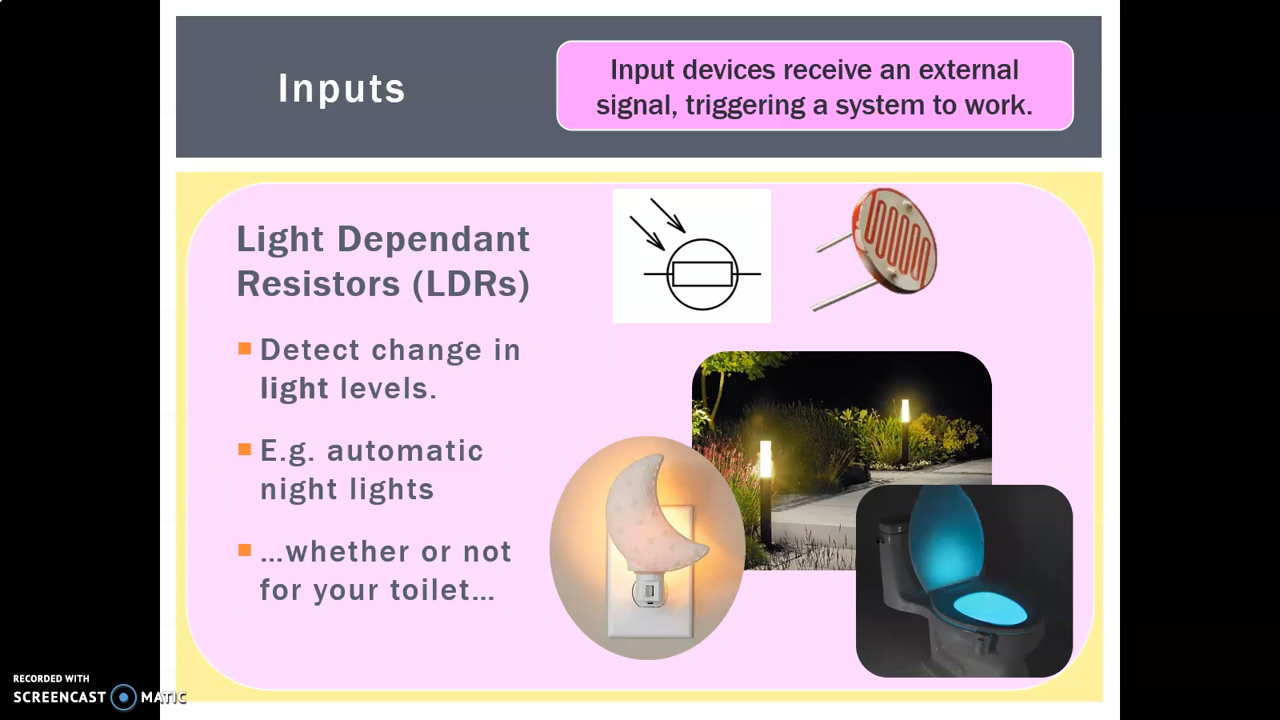 Inputs
Input devices receive an external
signal, triggering a system to work.
Light Dependant
Resistors (LDRs)
Detect change in
light levels.
E.g. automatic
night lights
...whether or not
for your toilet...
RECORDED WITH
SCREENCAST MATIC